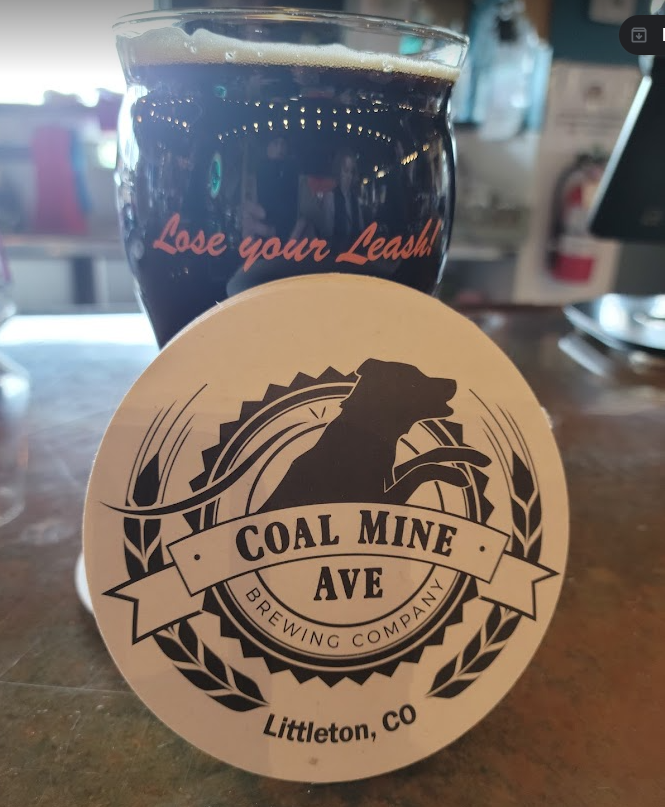 Lose your Leash!
COAL MINE
AVE
BREWING COMPANY
Littleton, CO